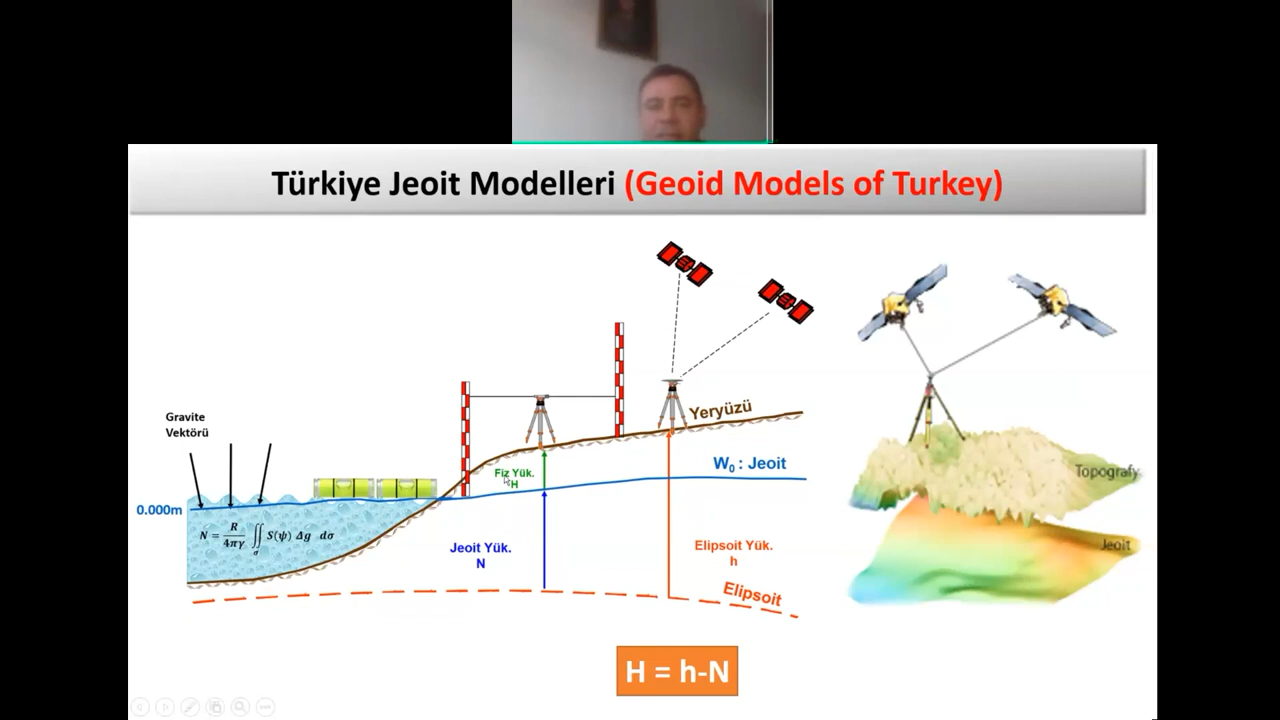 Türkiye Jeoit Modelleri (Geoid Models of Turkey)
Gravite
Vektörü
Yeryüzü
W₀ : Jeoit
Fiz Yük.
H
0.000m
N = R/4πγ ∬σ S(ψ) Δg dσ
Jeoit Yük.
N
Elipsoit Yük.
h
Elipsoit
Topografy
Jeoit
H = h-N